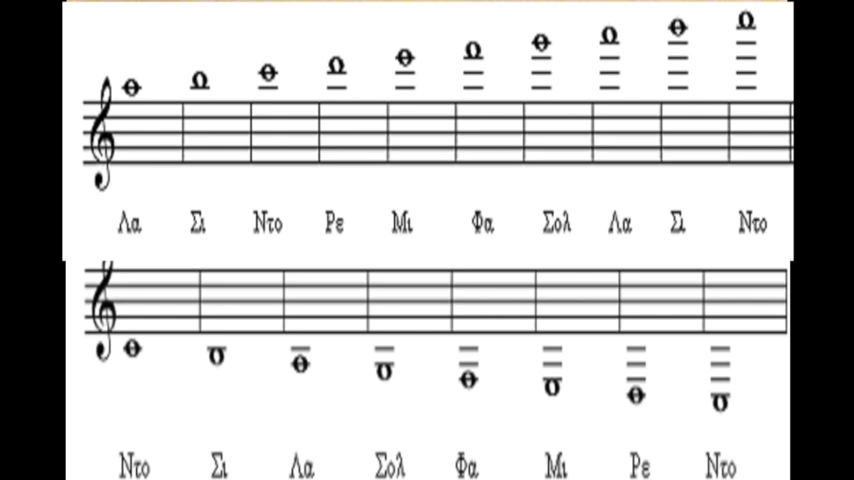 Λα Σι Ντο Ρε Μι Φα Σολ Λα Σι Ντο
Ντο Σι Λα Σολ Φα Μι Ρε Ντο